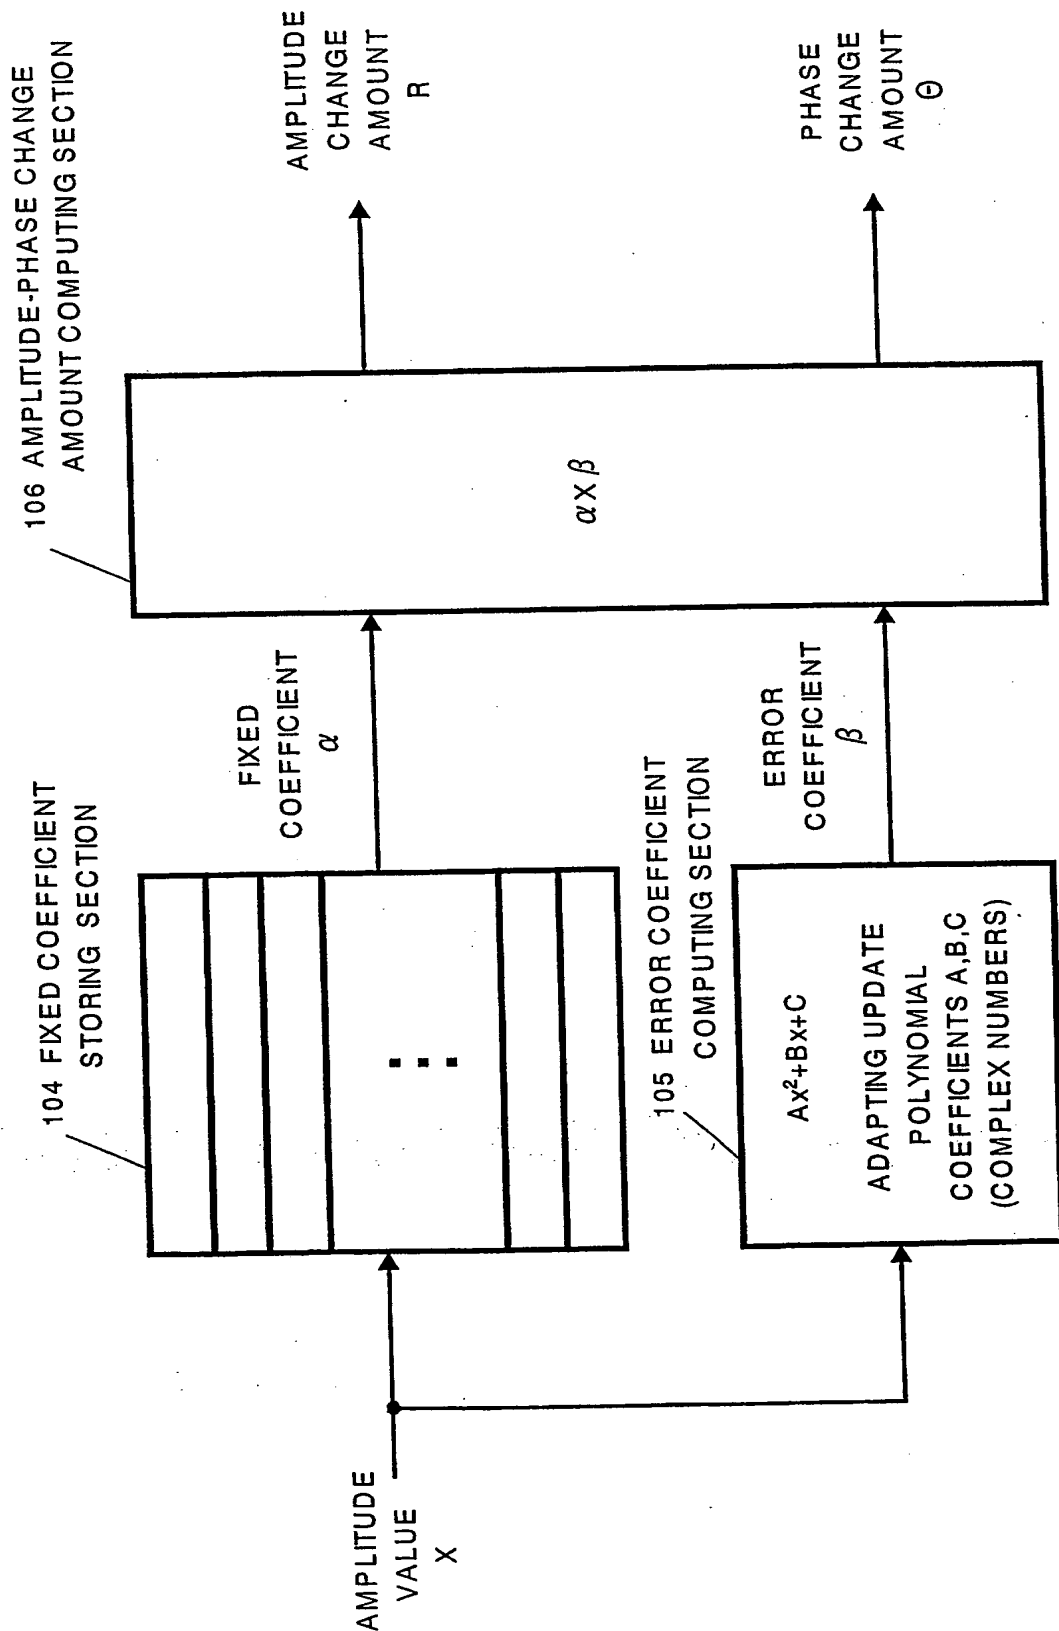 104 FIXED COEFFICIENT
STORING SECTION
106 AMPLITUDE-PHASE CHANGE
AMOUNT COMPUTING SECTION
AMPLITUDE
VALUE
X
FIXED
COEFFICIENT
α
αxβ
AMPLITUDE
CHANGE
AMOUNT
R
105 ERROR COEFFICIENT
COMPUTING SECTION
Ax²+Bx+C
ADAPTING UPDATE
POLYNOMIAL
COEFFICIENTS A,B,C
(COMPLEX NUMBERS)
ERROR
COEFFICIENT
β
PHASE
CHANGE
AMOUNT
Θ